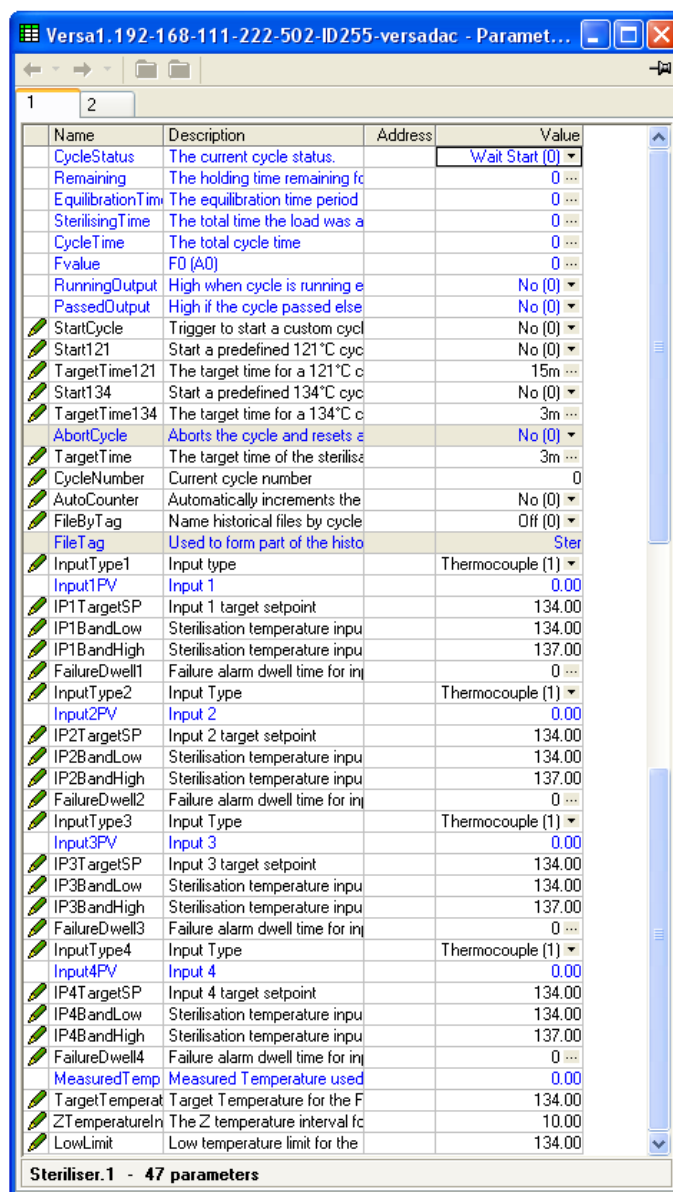 Versa1.192-168-111-222-502-ID255-versadac - Paramet...
1 2
Name Description Address Value
CycleStatus The current cycle status. Wait Start (0)
Remaining The holding time remaining fo 0 ...
EquilibrationTim The equilibration time period 0 ...
SterilisingTime The total time the load was a 0 ...
CycleTime The total cycle time 0 ...
Fvalue F0 (A0) 0 ...
RunningOutput High when cycle is running e No (0)
PassedOutput High if the cycle passed else No (0)
StartCycle Trigger to start a custom cycl No (0)
Start121 Start a predefined 121°C cyc No (0)
TargetTime121 The target time for a 121°C c 15m ...
Start134 Start a predefined 134°C cyc No (0)
TargetTime134 The target time for a 134°C c 3m ...
AbortCycle Aborts the cycle and resets a No (0)
TargetTime The target time of the sterilisa 3m ...
CycleNumber Current cycle number 0
AutoCounter Automatically increments the No (0)
FileByTag Name historical files by cycle Off (0)
FileTag Used to form part of the histo Ster
InputType1 Input type Thermocouple (1)
Input1PV Input 1 0.00
IP1TargetSP Input 1 target setpoint 134.00
IP1BandLow Sterilisation temperature inpu 134.00
IP1BandHigh Sterilisation temperature inpu 137.00
FailureDwell1 Failure alarm dwell time for inp 0 ...
InputType2 Input Type Thermocouple (1)
Input2PV Input 2 0.00
IP2TargetSP Input 2 target setpoint 134.00
IP2BandLow Sterilisation temperature inpu 134.00
IP2BandHigh Sterilisation temperature inpu 137.00
FailureDwell2 Failure alarm dwell time for inp 0 ...
InputType3 Input Type Thermocouple (1)
Input3PV Input 3 0.00
IP3TargetSP Input 3 target setpoint 134.00
IP3BandLow Sterilisation temperature inpu 134.00
IP3BandHigh Sterilisation temperature inpu 137.00
FailureDwell3 Failure alarm dwell time for inp 0 ...
InputType4 Input Type Thermocouple (1)
Input4PV Input 4 0.00
IP4TargetSP Input 4 target setpoint 134.00
IP4BandLow Sterilisation temperature inpu 134.00
IP4BandHigh Sterilisation temperature inpu 137.00
FailureDwell4 Failure alarm dwell time for inp 0 ...
MeasuredTemp Measured Temperature used 0.00
TargetTemperat Target Temperature for the F 134.00
ZTemperatureIn The Z temperature interval fo 10.00
LowLimit Low temperature limit for the 134.00
Steriliser.1 - 47 parameters